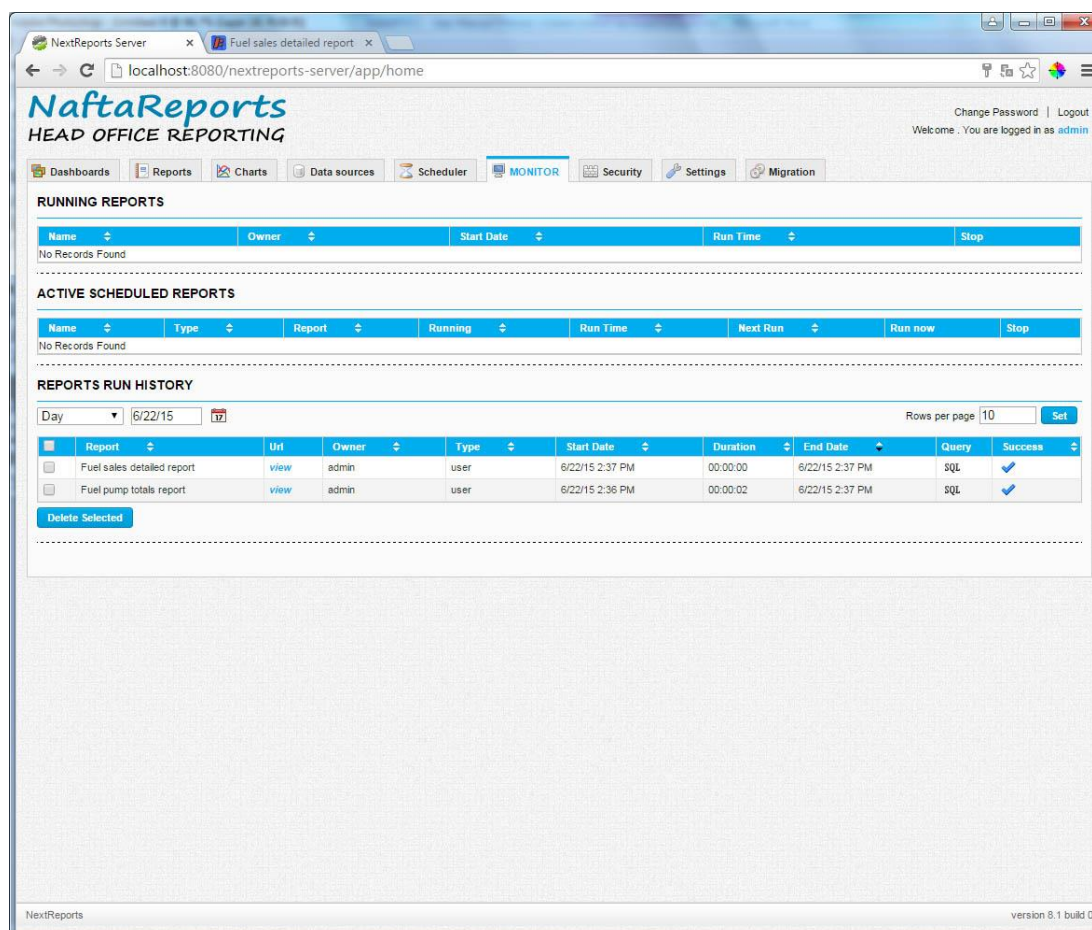 NextReports Server x Fuel sales detailed report x
localhost:8080/nextreports-server/app/home
NaftaReports
HEAD OFFICE REPORTING
Change Password | Logout
Welcome . You are logged in as admin
Dashboards Reports Charts Data sources Scheduler MONITOR Security Settings Migration
RUNNING REPORTS
Name Owner Start Date Run Time Stop
No Records Found
ACTIVE SCHEDULED REPORTS
Name Type Report Running Run Time Next Run Run now Stop
No Records Found
REPORTS RUN HISTORY
Day 6/22/15 17 Rows per page 10 Set
Report Url Owner Type Start Date Duration End Date Query Success
Fuel sales detailed report view admin user 6/22/15 2:37 PM 00:00:00 6/22/15 2:37 PM SQL
Fuel pump totals report view admin user 6/22/15 2:36 PM 00:00:02 6/22/15 2:37 PM SQL
Delete Selected
NextReports version 8.1 build 0